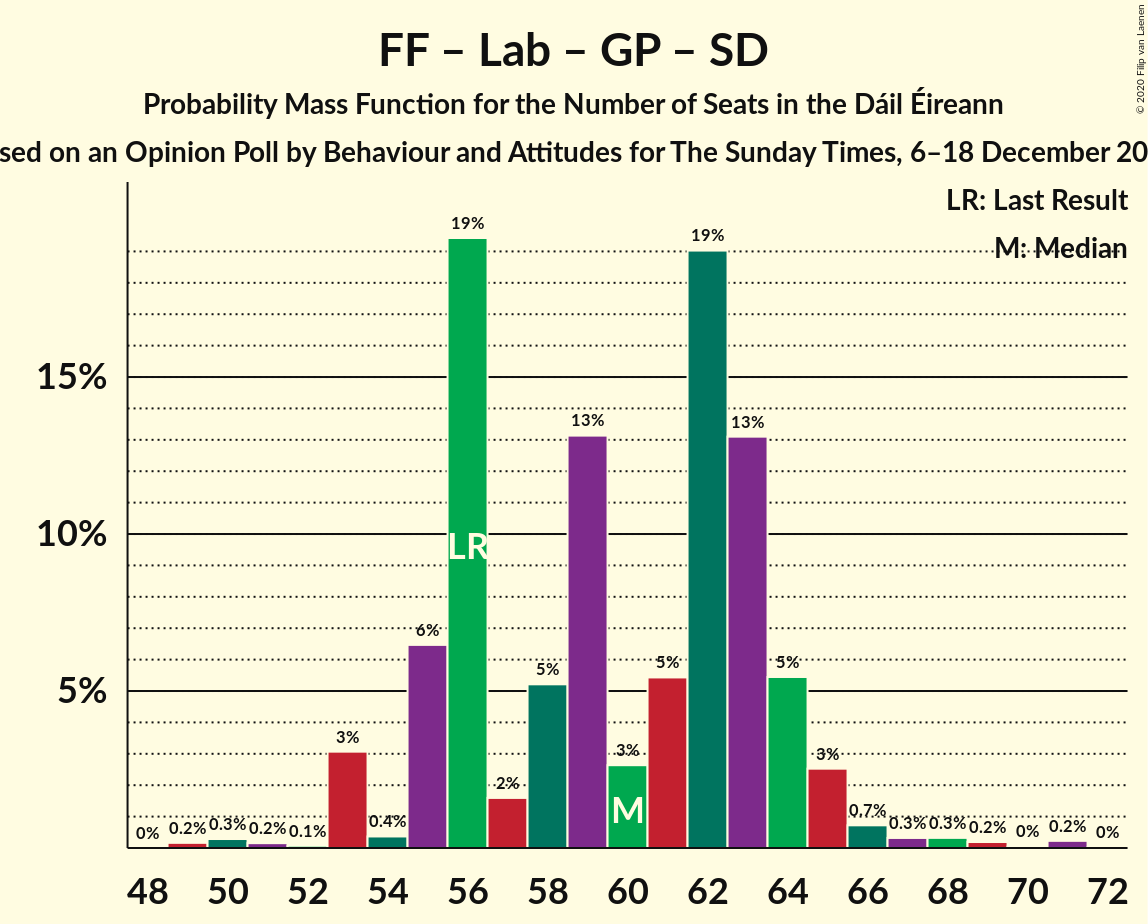 FF – Lab – GP – SD
Probability Mass Function for the Number of Seats in the Dáil Éireann
sed on an Opinion Poll by Behaviour and Attitudes for The Sunday Times, 6–18 December 20
© 2020 Filip van Laenen
LR: Last Result
M: Median
15%
10%
5%
0% 0.2% 0.3% 0.2% 0.1% 3% 0.4% 6% 19% 2% 5% 13% 3% 5% 19% 13% 5% 3% 0.7% 0.3% 0.3% 0.2% 0% 0.2% 0%
LR
M
48 50 52 54 56 58 60 62 64 66 68 70 72